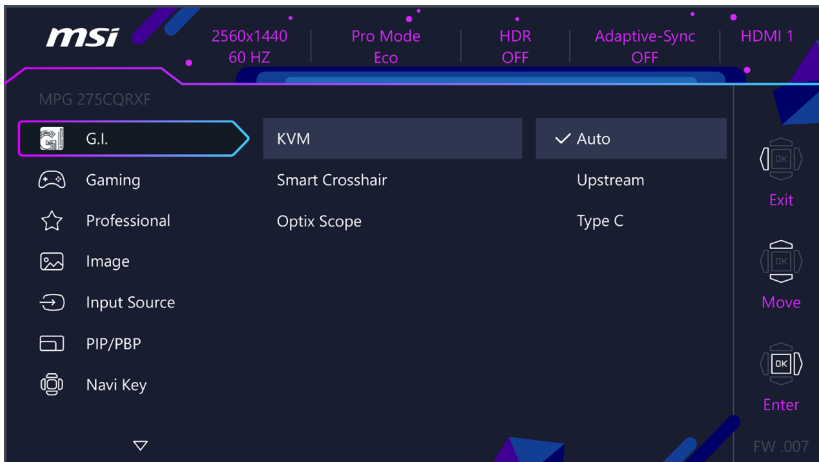 msi
2560x1440 Pro Mode HDR Adaptive-Sync HDMI 1
60 HZ Eco OFF OFF
MPG 275CQRXF
G.I. KVM Auto
Gaming Smart Crosshair Upstream
Professional Optix Scope Type C
Image
Input Source
PIP/PBP
Navi Key
OK
Exit
OK
Move
OK
Enter
FW .007